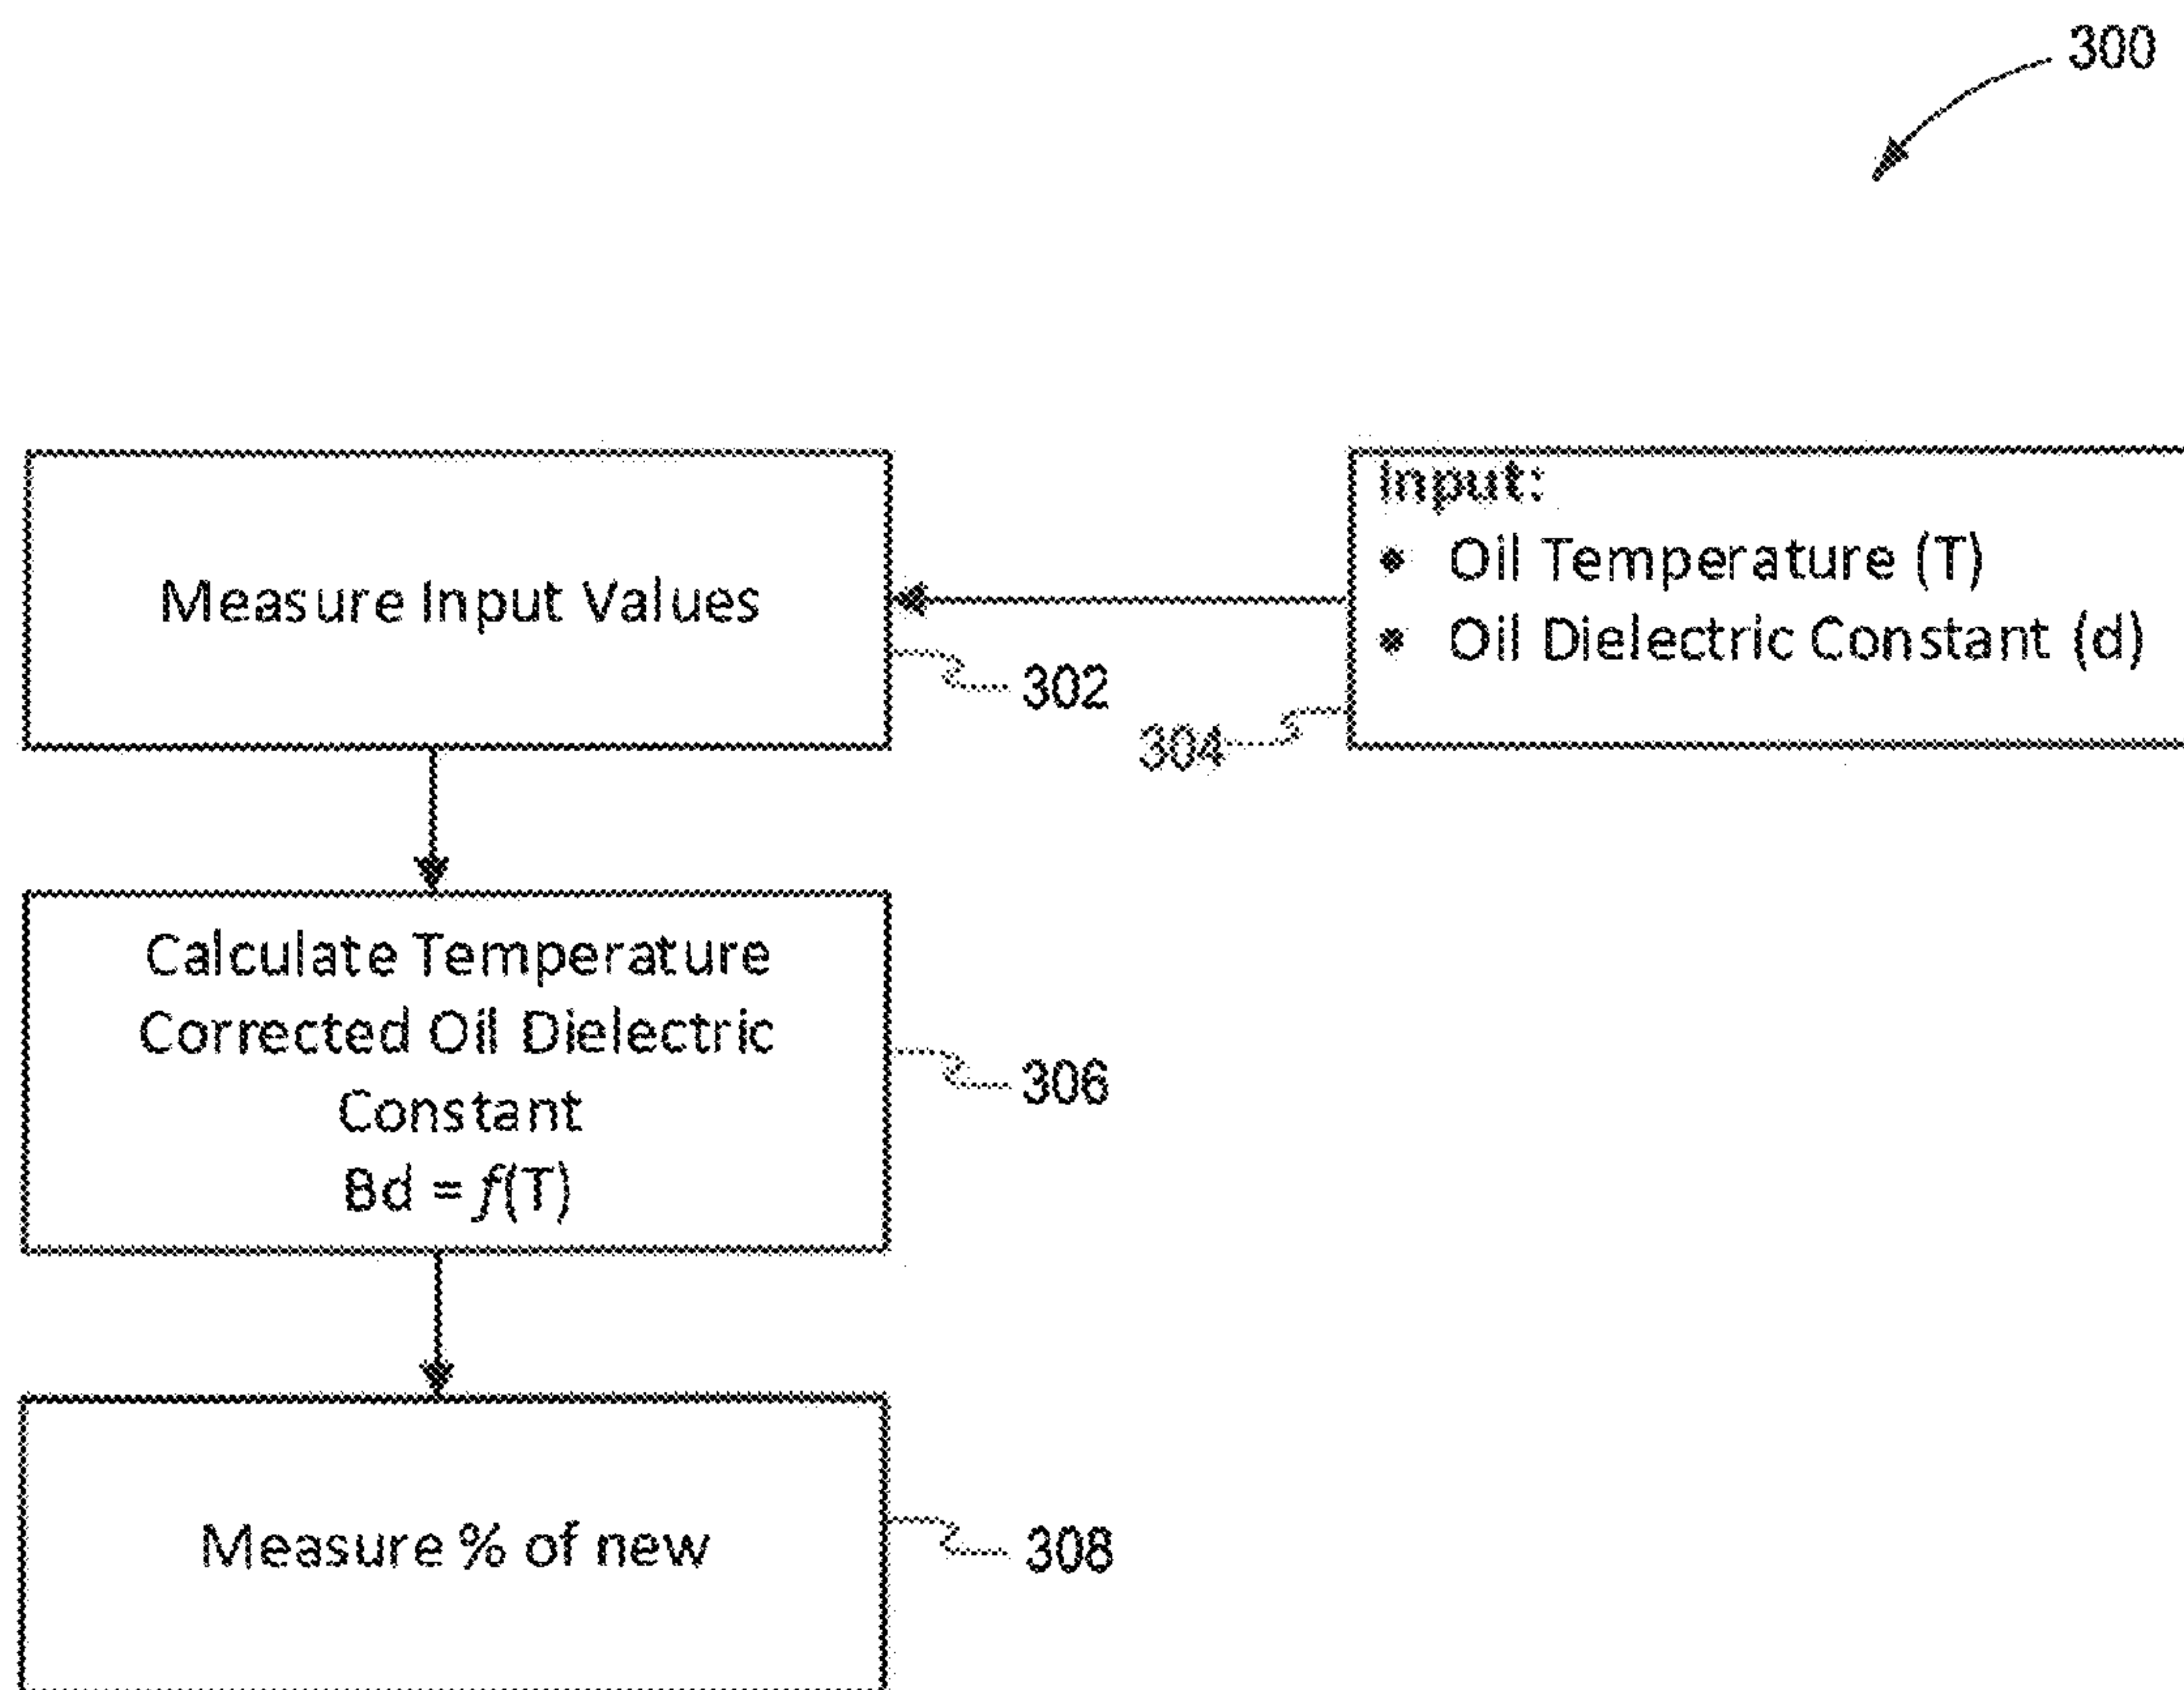 300
Measure Input Values
302
Input:
• Oil Temperature (T)
• Oil Dielectric Constant (d)
304
Calculate Temperature
Corrected Oil Dielectric
Constant
Bd = f(T)
306
Measure % of new
308